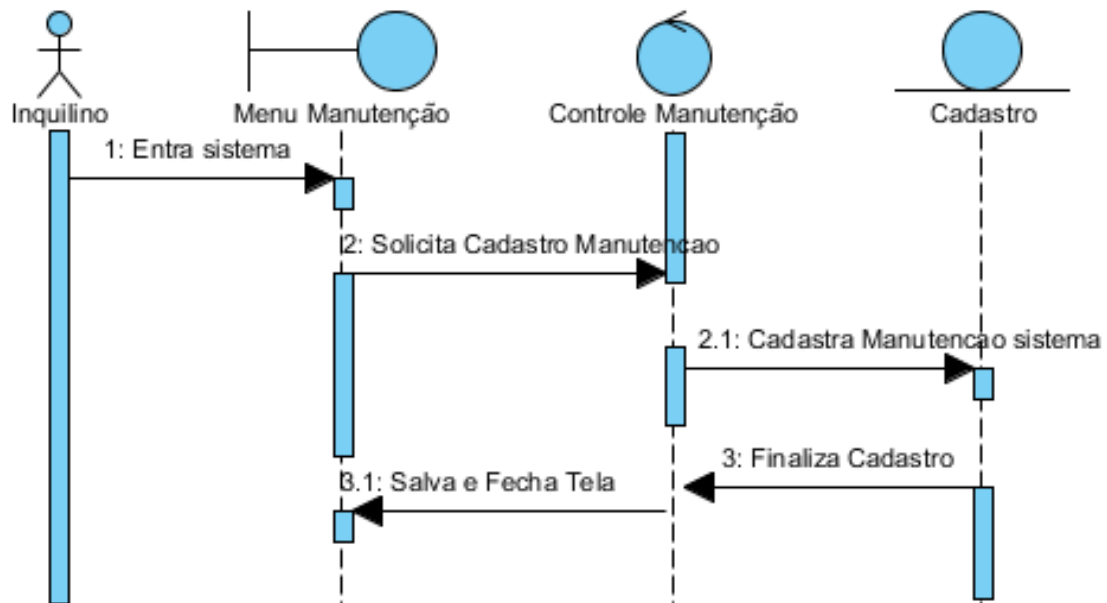 Inquilino
Menu Manutenção
Controle Manutenção
Cadastro
1: Entra sistema
2: Solicita Cadastro Manutencao
2.1: Cadastra Manutencao sistema
3: Finaliza Cadastro
3.1: Salva e Fecha Tela